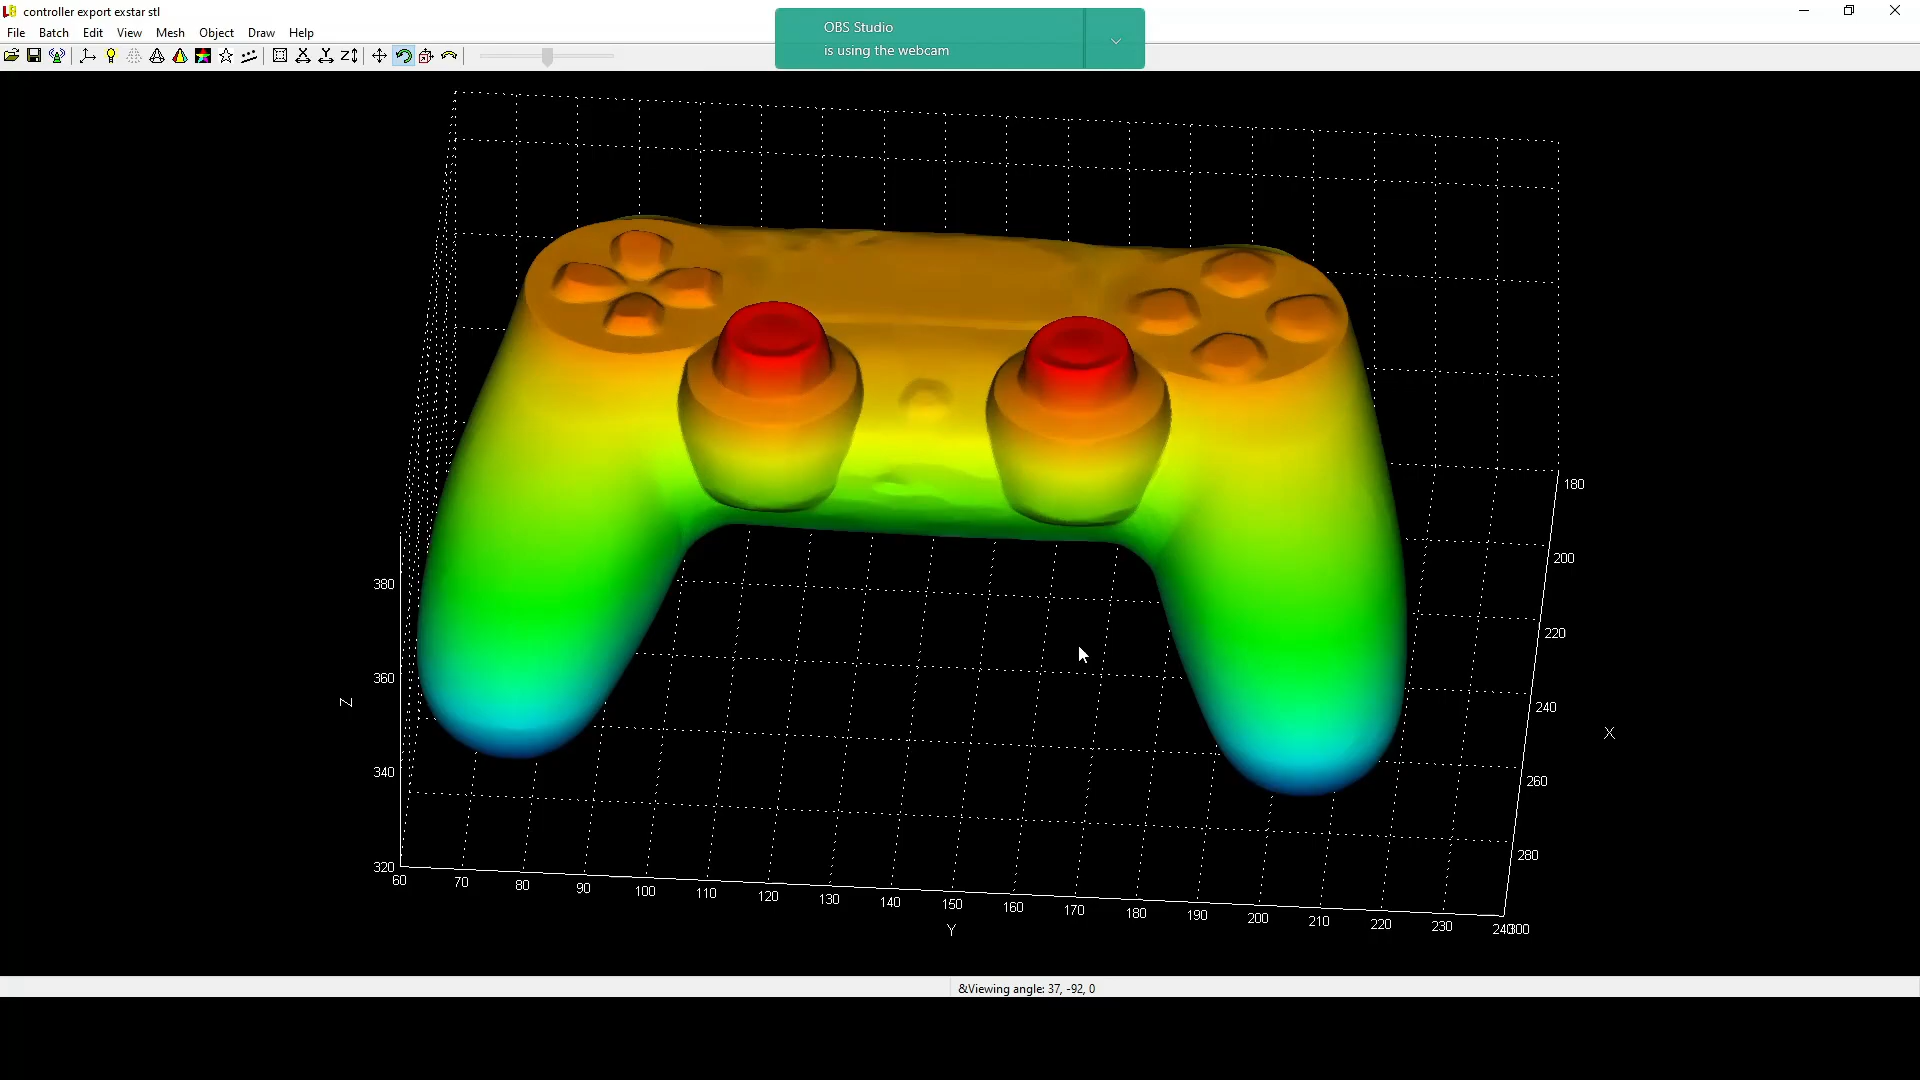 controller export exstar stl
OBS Studio
is using the webcam
File Batch Edit View Mesh Object Draw Help
180
200
220
240
260
280
X
380
360
340
320
Z
60 70 80 90 100 110 120 130 140 150 160 170 180 190 200 210 220 230 240 300
Y
&Viewing angle: 37, -92, 0